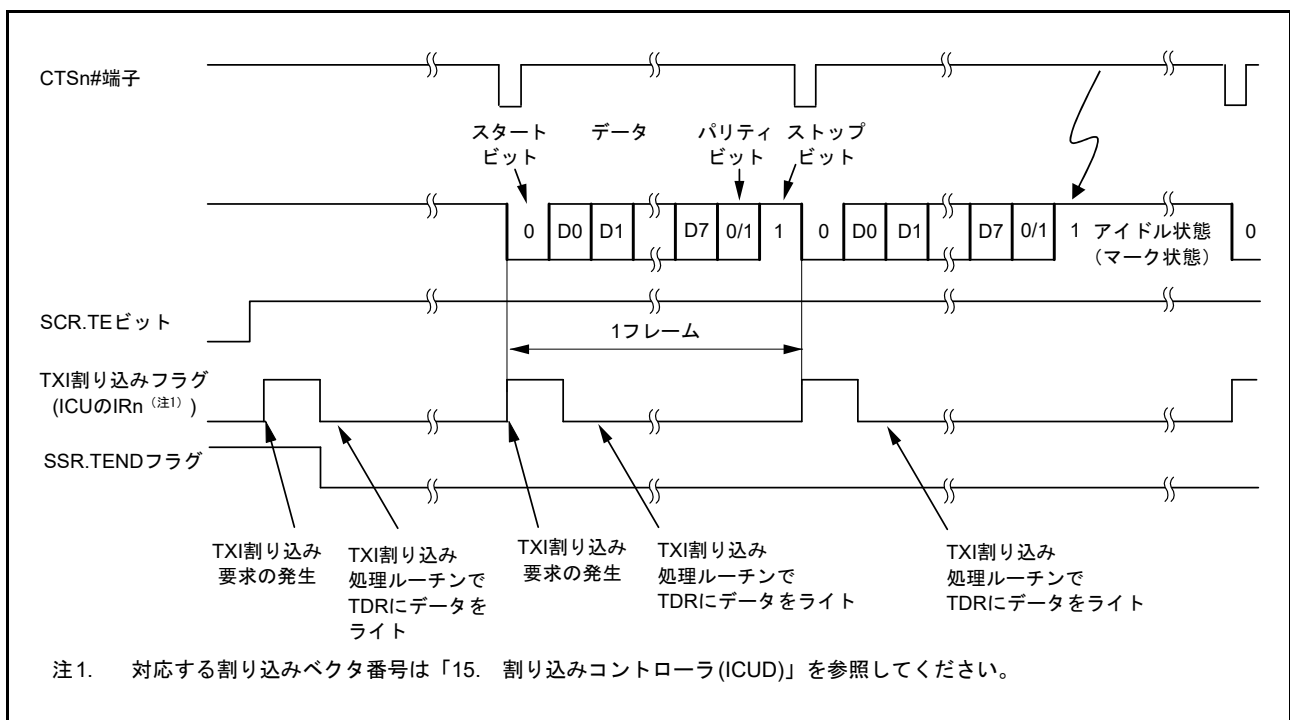 CTSn#端子
スタート
ビット
データ
パリティ
ビット
ストップ
ビット
0 D0 D1 D7 0/1 1 0 D0 D1 D7 0/1 1 アイドル状態 0
（マーク状態）
SCR.TEビット
1フレーム
TXI割り込みフラグ
(ICUのIRn（注1）)
SSR.TENDフラグ
TXI割り込み
要求の発生
TXI割り込み
処理ルーチンで
TDRにデータを
ライト
TXI割り込み
要求の発生
TXI割り込み
処理ルーチンで
TDRにデータをライト
TXI割り込み
処理ルーチンで
TDRにデータをライト
注1. 対応する割り込みベクタ番号は「15. 割り込みコントローラ(ICUD)」を参照してください。